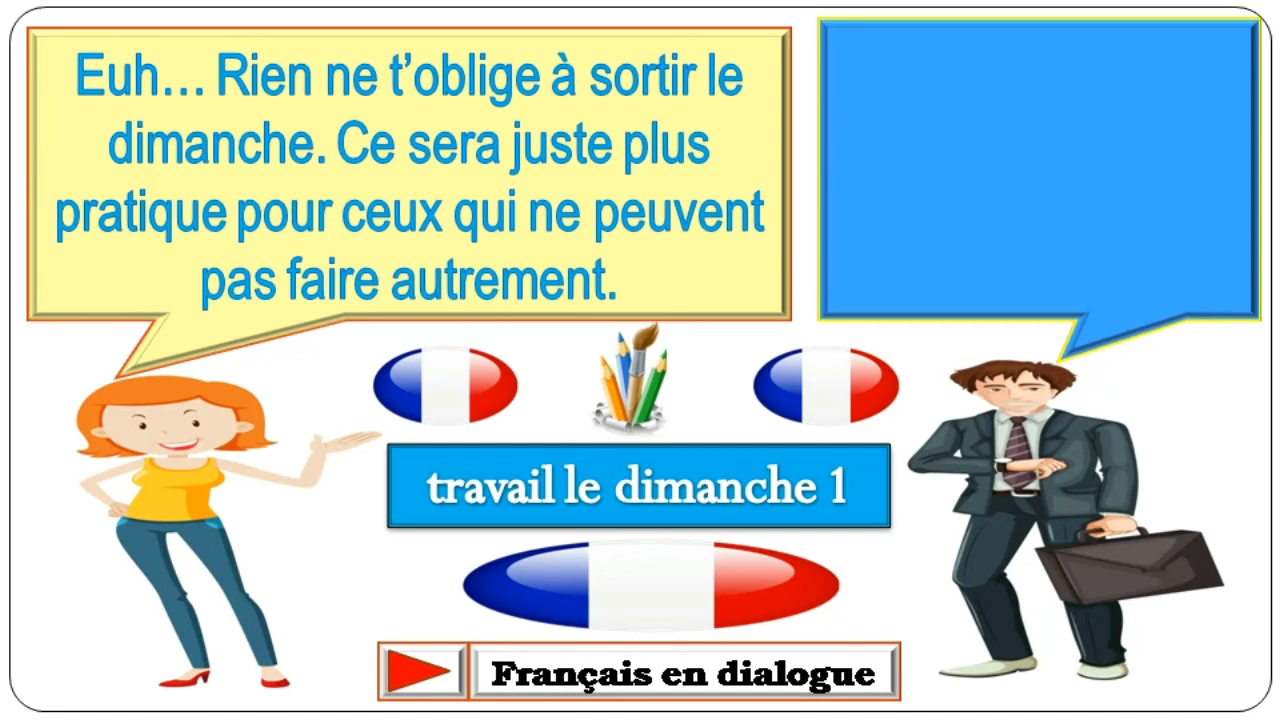 Euh… Rien ne t’oblige à sortir le
dimanche. Ce sera juste plus
pratique pour ceux qui ne peuvent
pas faire autrement.
travail le dimanche 1
Français en dialogue